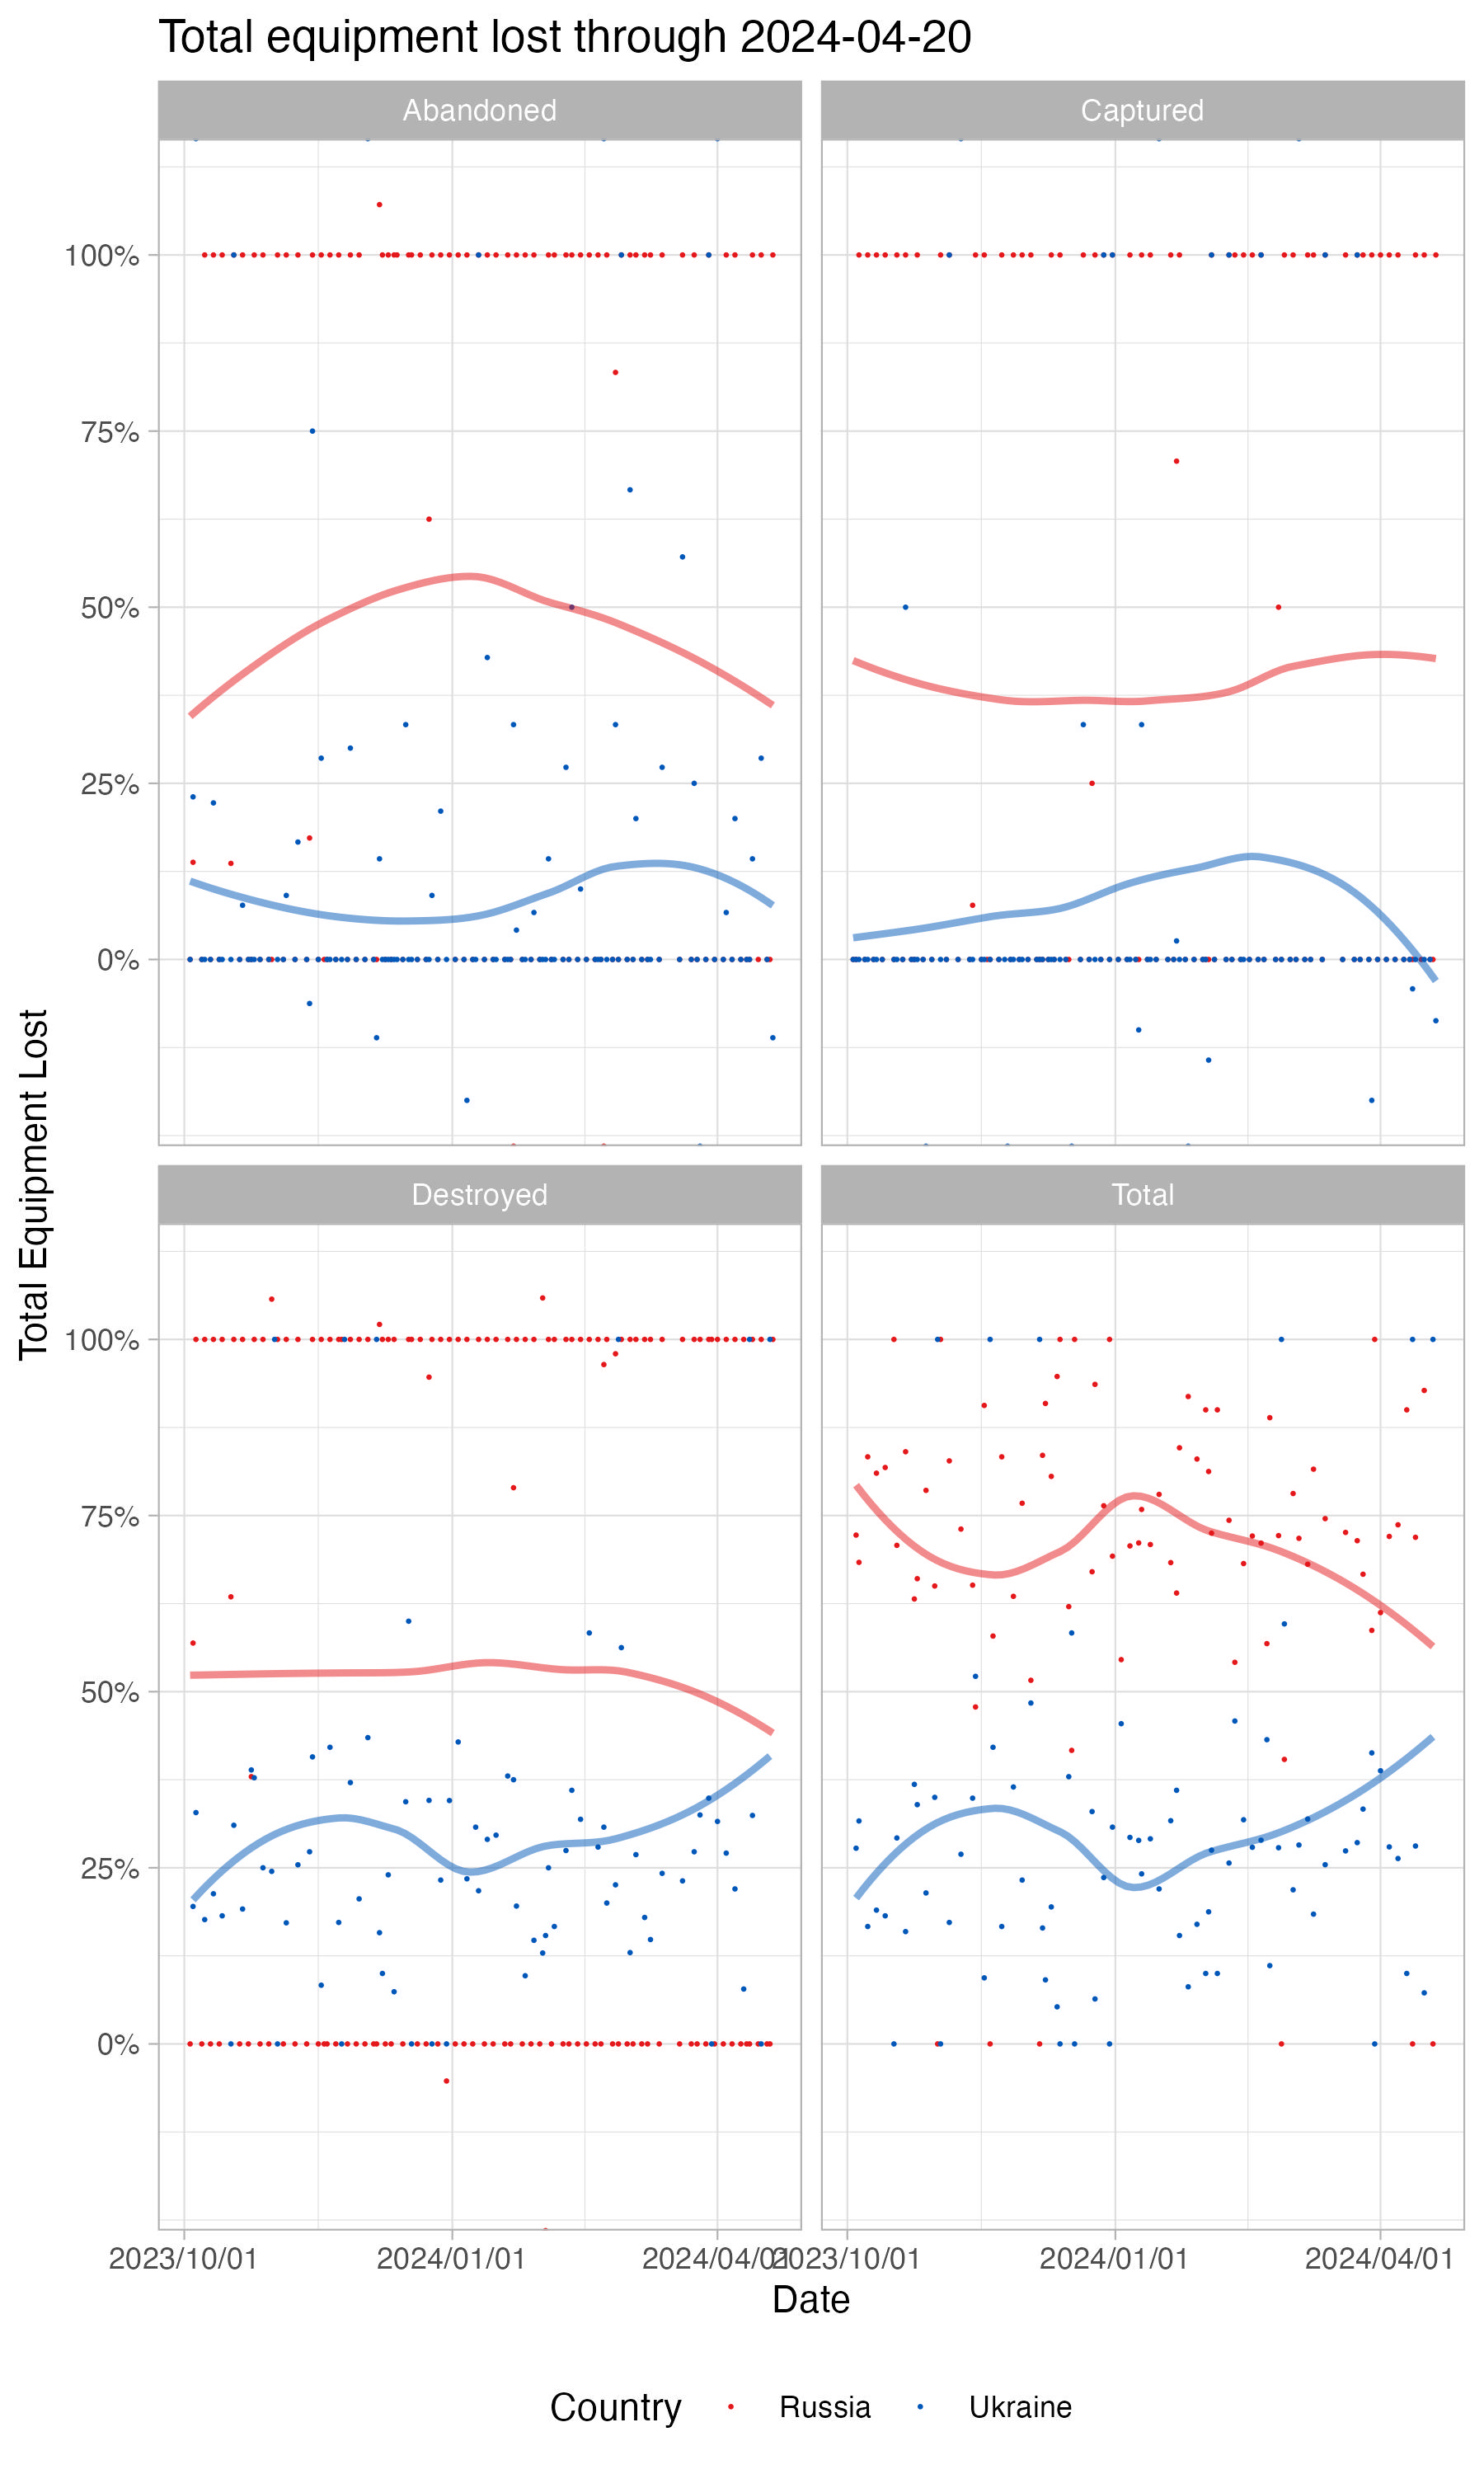 Total equipment lost through 2024-04-20
Abandoned
Captured
100%
75%
50%
25%
0%
Total Equipment Lost
Destroyed
Total
100%
75%
50%
25%
0%
2023/10/01
2024/01/01
2024/04/01
2023/10/01
2024/01/01
2024/04/01
Date
Country
Russia
Ukraine